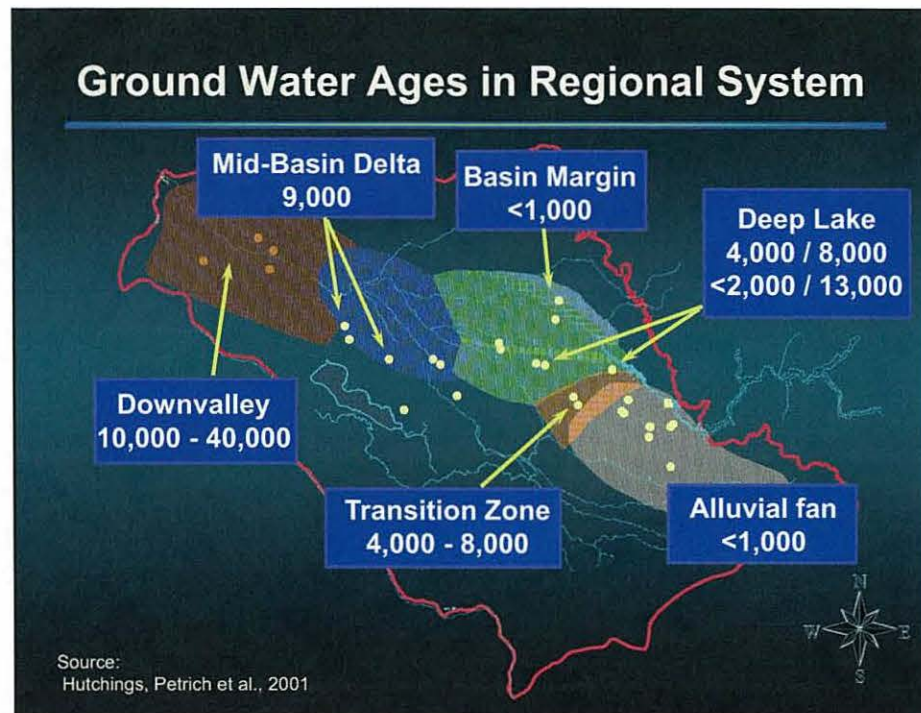 Ground Water Ages in Regional System
Mid-Basin Delta
9,000
Basin Margin
<1,000
Deep Lake
4,000 / 8,000
<2,000 / 13,000
Downvalley
10,000 - 40,000
Transition Zone
4,000 - 8,000
Alluvial fan
<1,000
N
W
E
S
Source:
Hutchings, Petrich et al., 2001